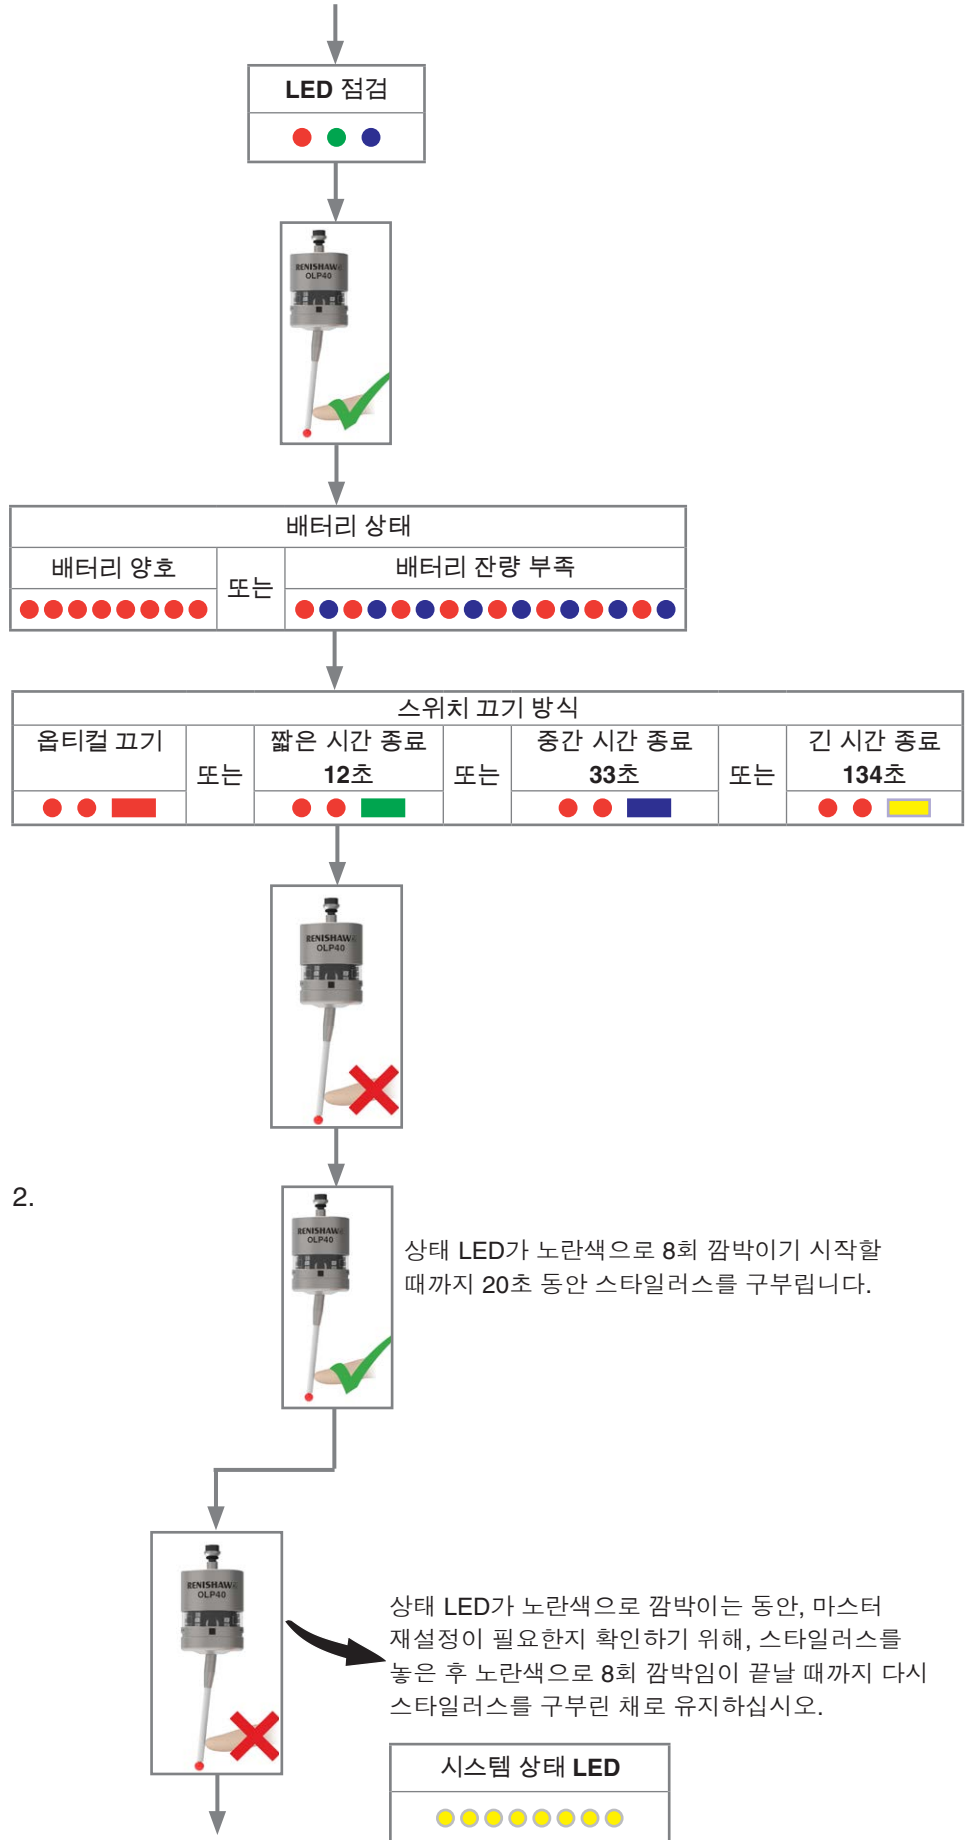 LED 점검
RENISHAW
OLP40
배터리 상태
배터리 양호
또는
배터리 잔량 부족
스위치 끄기 방식
옵티컬 끄기
또는
짧은 시간 종료
12초
또는
중간 시간 종료
33초
또는
긴 시간 종료
134초
RENISHAW
OLP40
2.
RENISHAW
OLP40
상태 LED가 노란색으로 8회 깜박이기 시작할
때까지 20초 동안 스타일러스를 구부립니다.
RENISHAW
OLP40
상태 LED가 노란색으로 깜박이는 동안, 마스터
재설정이 필요한지 확인하기 위해, 스타일러스를
놓은 후 노란색으로 8회 깜박임이 끝날 때까지 다시
스타일러스를 구부린 채로 유지하십시오.
시스템 상태 LED